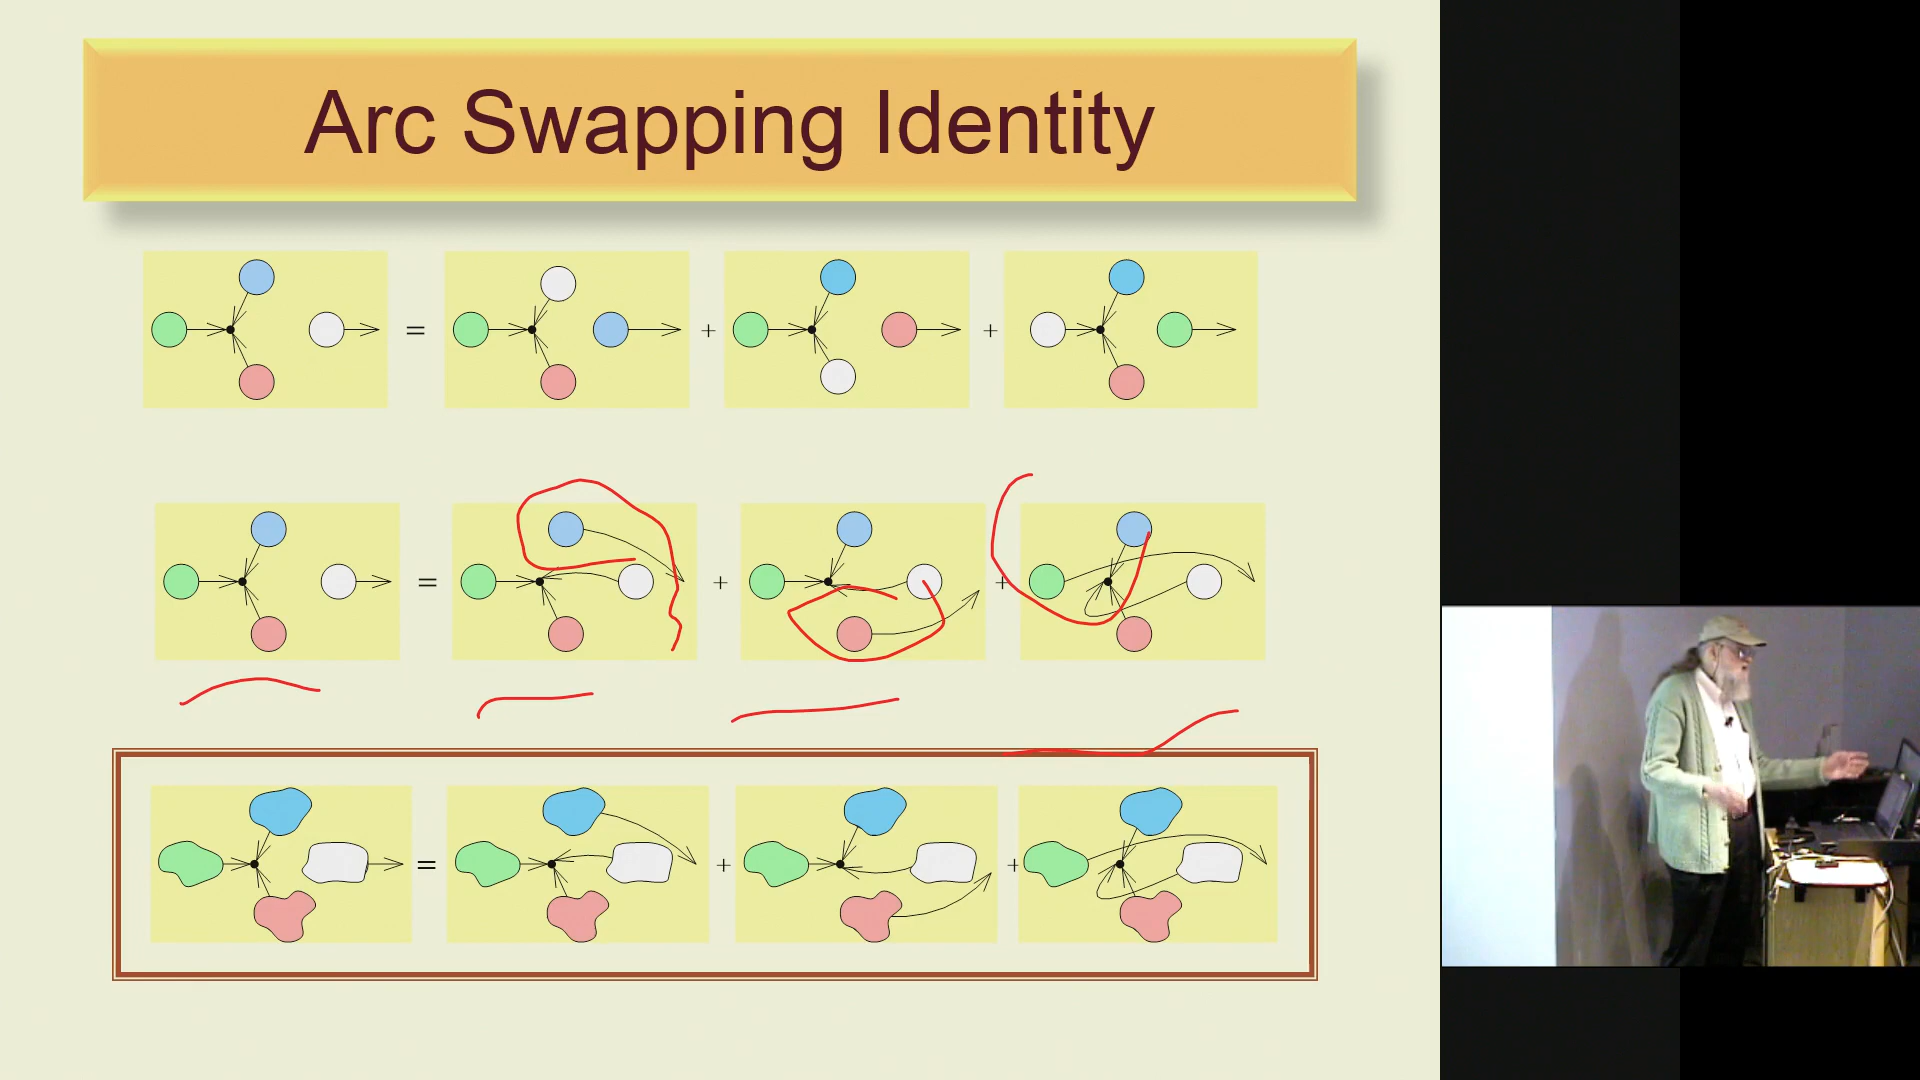 Arc Swapping Identity
= + +
= + +
= + +